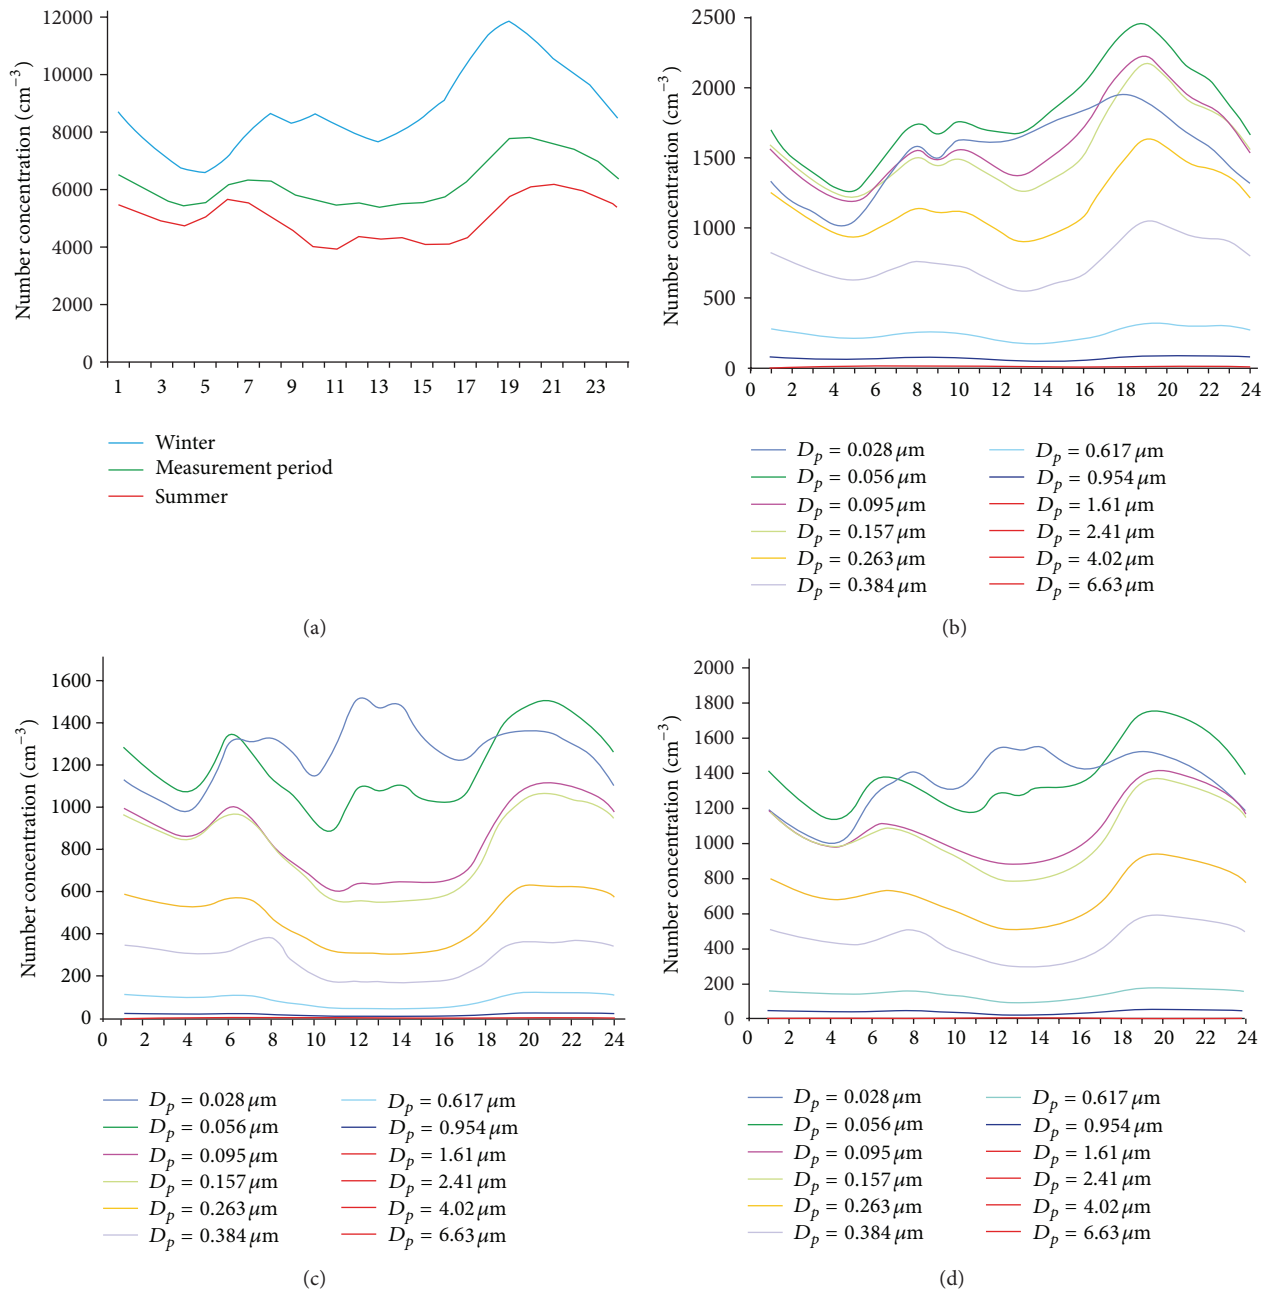 12000
10000
8000
6000
4000
2000
0
Number concentration (cm−3)
1 3 5 7 9 11 13 15 17 19 21 23
Winter
Measurement period
Summer
(a)
2500
2000
1500
1000
500
0
Number concentration (cm−3)
0 2 4 6 8 10 12 14 16 18 20 22 24
Dp = 0.028 μm
Dp = 0.056 μm
Dp = 0.095 μm
Dp = 0.157 μm
Dp = 0.263 μm
Dp = 0.384 μm
Dp = 0.617 μm
Dp = 0.954 μm
Dp = 1.61 μm
Dp = 2.41 μm
Dp = 4.02 μm
Dp = 6.63 μm
(b)
1600
1400
1200
1000
800
600
400
200
0
Number concentration (cm−3)
0 2 4 6 8 10 12 14 16 18 20 22 24
Dp = 0.028 μm
Dp = 0.056 μm
Dp = 0.095 μm
Dp = 0.157 μm
Dp = 0.263 μm
Dp = 0.384 μm
Dp = 0.617 μm
Dp = 0.954 μm
Dp = 1.61 μm
Dp = 2.41 μm
Dp = 4.02 μm
Dp = 6.63 μm
(c)
2000
1800
1600
1400
1200
1000
800
600
400
200
0
Number concentration (cm−3)
0 2 4 6 8 10 12 14 16 18 20 22 24
Dp = 0.028 μm
Dp = 0.056 μm
Dp = 0.095 μm
Dp = 0.157 μm
Dp = 0.263 μm
Dp = 0.384 μm
Dp = 0.617 μm
Dp = 0.954 μm
Dp = 1.61 μm
Dp = 2.41 μm
Dp = 4.02 μm
Dp = 6.63 μm
(d)